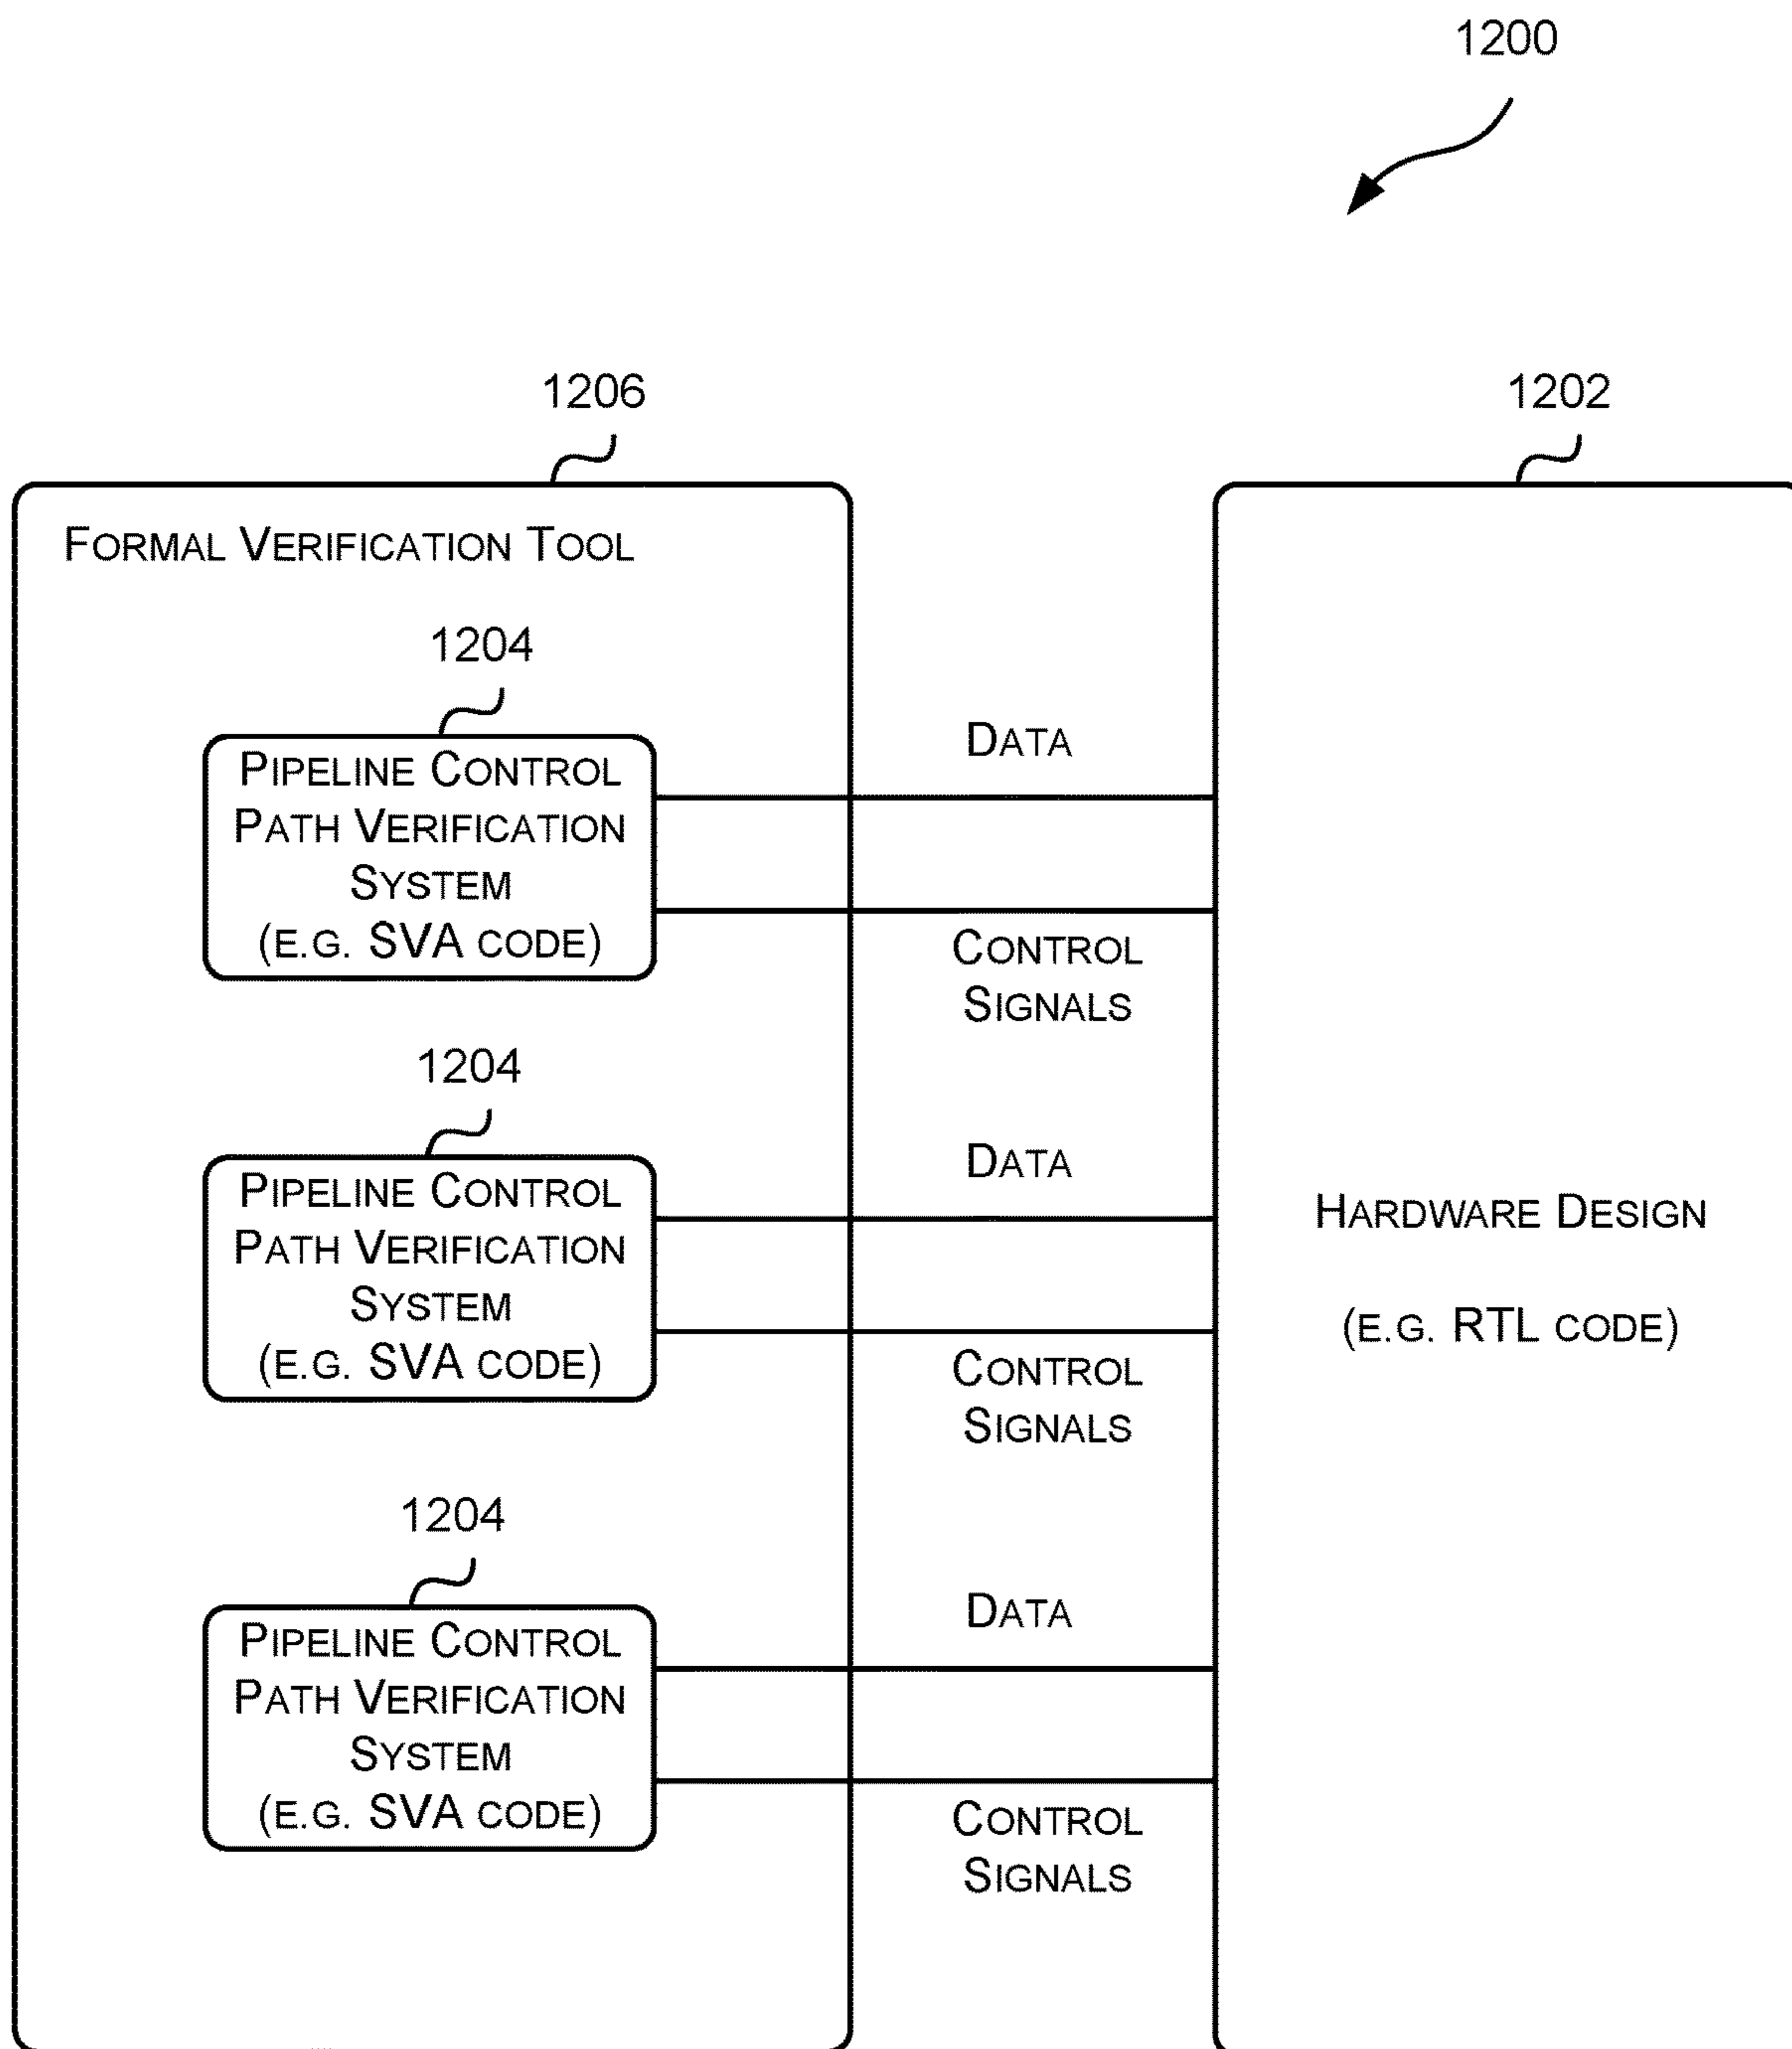 1200
1206
1202
FORMAL VERIFICATION TOOL
1204
PIPELINE CONTROL
PATH VERIFICATION
SYSTEM
(E.G. SVA CODE)
DATA
CONTROL
SIGNALS
1204
PIPELINE CONTROL
PATH VERIFICATION
SYSTEM
(E.G. SVA CODE)
DATA
CONTROL
SIGNALS
HARDWARE DESIGN
(E.G. RTL CODE)
1204
PIPELINE CONTROL
PATH VERIFICATION
SYSTEM
(E.G. SVA CODE)
DATA
CONTROL
SIGNALS